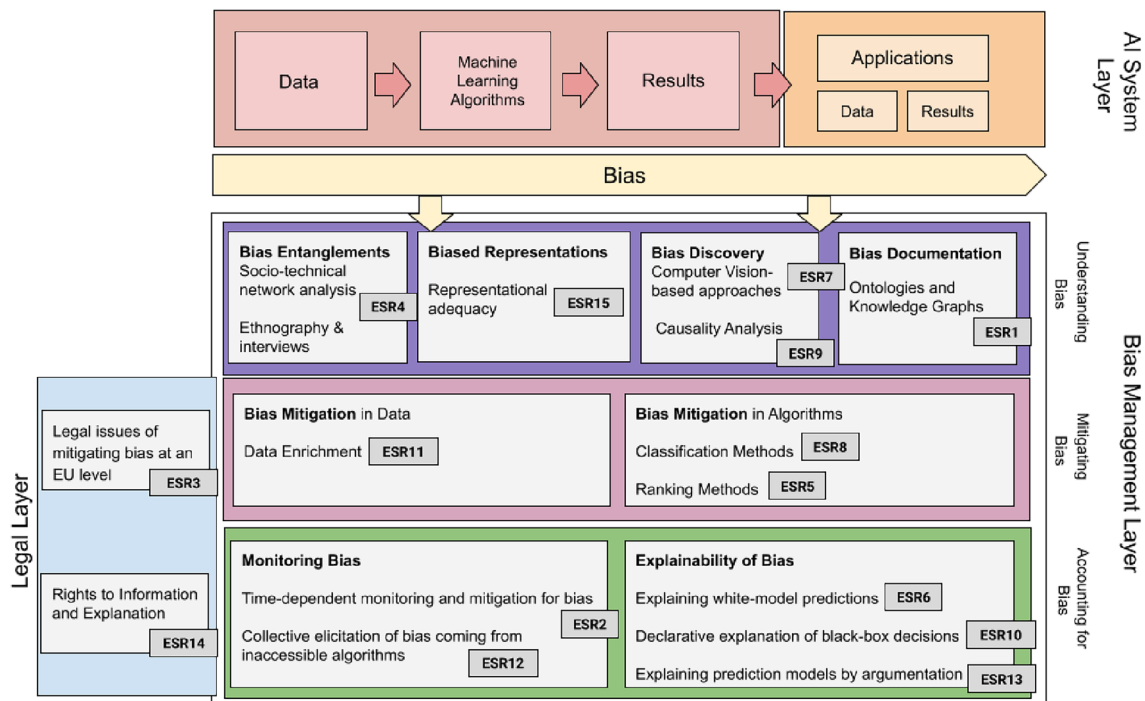 Data
Machine
Learning
Algorithms
Results
Applications
Data
Results
AI System
Layer
Bias
Bias Entanglements
Socio-technical
network analysis
ESR4
Ethnography &
interviews
Biased Representations
Representational
adequacy
ESR15
Bias Discovery
Computer Vision-
based approaches
ESR7
Causality Analysis
ESR9
Bias Documentation
Ontologies and
Knowledge Graphs
ESR1
Understanding
Bias
Legal issues of
mitigating bias at an
EU level
ESR3
Bias Mitigation in Data
Data Enrichment
ESR11
Bias Mitigation in Algorithms
Classification Methods
ESR8
Ranking Methods
ESR5
Mitigating
Bias
Rights to Information
and Explanation
ESR14
Monitoring Bias
Time-dependent monitoring and mitigation for bias
ESR2
Collective elicitation of bias coming from
inaccessible algorithms
ESR12
Explainability of Bias
Explaining white-model predictions
ESR6
Declarative explanation of black-box decisions
ESR10
Explaining prediction models by argumentation
ESR13
Accounting for
Bias
Legal Layer
Bias Management Layer